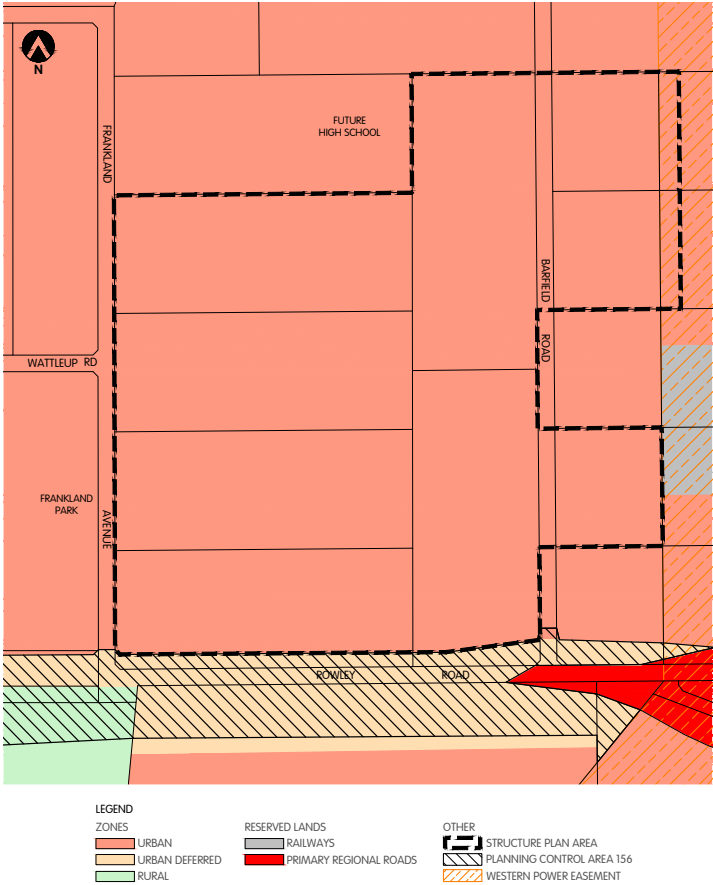 N
FRANKLAND
FUTURE
HIGH SCHOOL
BARFIELD
ROAD
WATTLEUP RD
FRANKLAND
PARK
AVENUE
ROWLEY ROAD
LEGEND
ZONES
URBAN
URBAN DEFERRED
RURAL
RESERVED LANDS
RAILWAYS
PRIMARY REGIONAL ROADS
OTHER
STRUCTURE PLAN AREA
PLANNING CONTROL AREA 156
WESTERN POWER EASEMENT